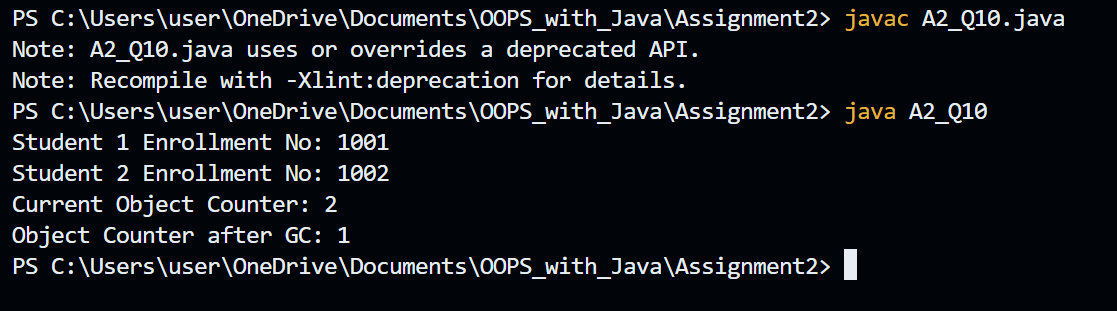 PS C:\Users\user\OneDrive\Documents\OOPS_with_Java\Assignment2> javac A2_Q10.java
Note: A2_Q10.java uses or overrides a deprecated API.
Note: Recompile with -Xlint:deprecation for details.
PS C:\Users\user\OneDrive\Documents\OOPS_with_Java\Assignment2> java A2_Q10
Student 1 Enrollment No: 1001
Student 2 Enrollment No: 1002
Current Object Counter: 2
Object Counter after GC: 1
PS C:\Users\user\OneDrive\Documents\OOPS_with_Java\Assignment2>